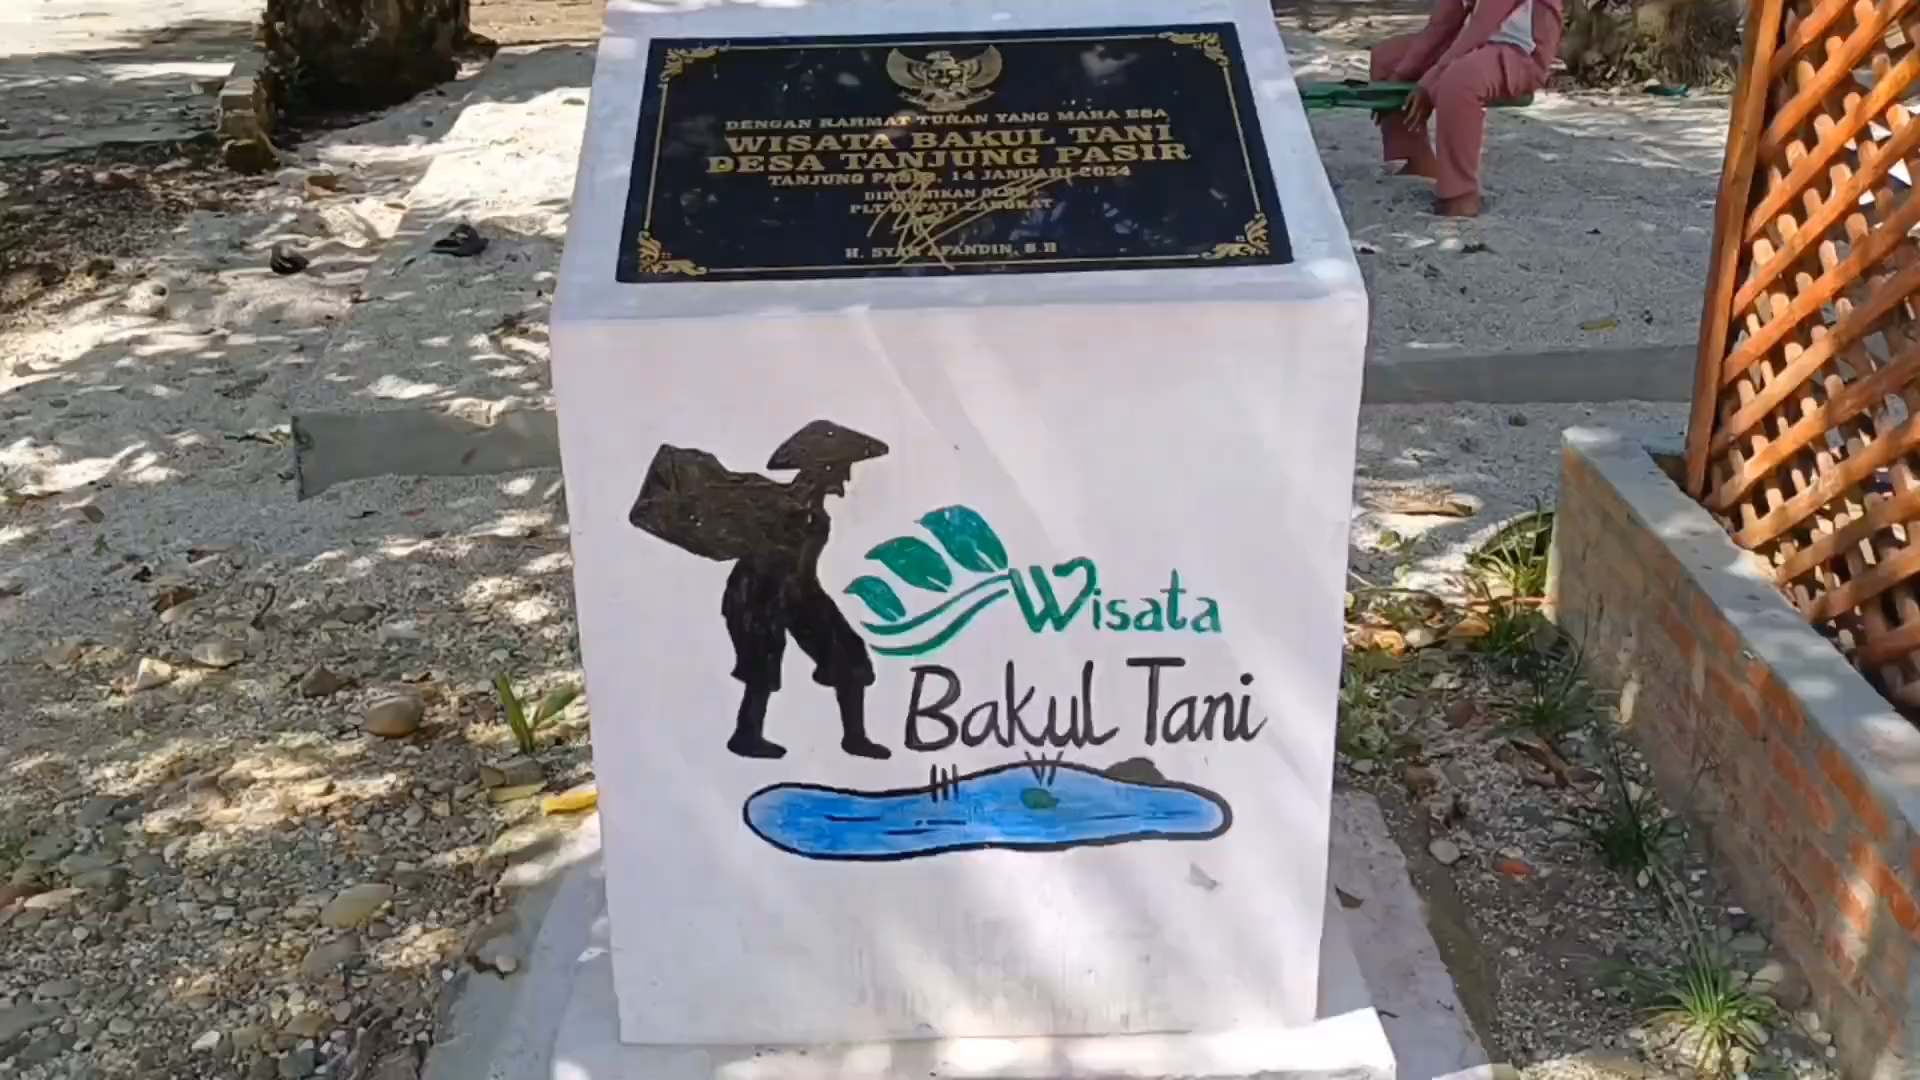 DENGAN RAHMAT TUHAN YANG MAHA ESA
WISATA BAKUL TANI
DESA TANJUNG PASIR
TANJUNG PASIR, 14 JANUARI 2024
DIRESMIKAN OLEH :
PLT BUPATI LANGKAT
H. SYAH AFANDIN, S.H
Wisata
Bakul Tani